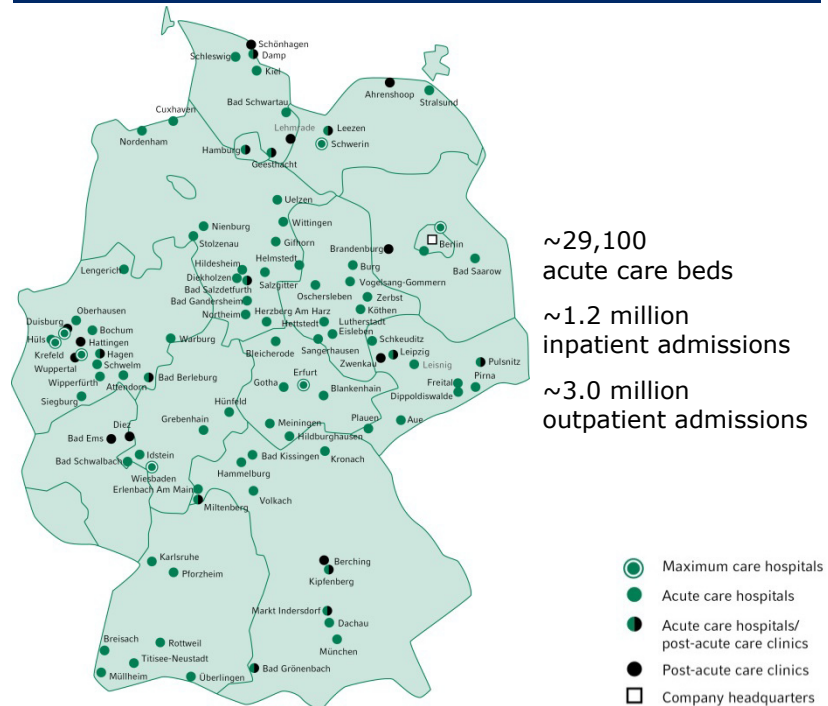 Schönhagen
Schleswig
Damp
Kiel
Ahrenshoop
Stralsund
Bad Schwartau
Cuxhaven
Lehmrade
Leezen
Nordenham
Schwerin
Hamburg
Geesthacht
Uelzen
Nienburg
Wittingen
Stolzenau
Gifhorn
Brandenburg
Berlin
Hildesheim
Helmstedt
Lengerich
Diekholzen
Burg
Bad Saarow
Bad Salzdetfurth
Salzgitter
Vogelsang-Gommern
Bad Gandersheim
Oschersleben
Zerbst
Oberhausen
Northeim
Herzberg Am Harz
Köthen
Duisburg
Bochum
Hettstedt
Lutherstadt
Eisleben
Hüls
Hattingen
Warburg
Schkeuditz
Krefeld
Hagen
Bleicherode
Sangerhausen
Leipzig
Pulsnitz
Wuppertal
Schwelm
Zwenkau
Leisnig
Wipperfürth
Bad Berleburg
Erfurt
Freital
Pirna
Attendorn
Gotha
Blankenhain
Dippoldiswalde
Siegburg
Hünfeld
Diez
Grebenhain
Meiningen
Plauen
Aue
Bad Ems
Hildburghausen
Idstein
Bad Kissingen
Kronach
Bad Schwalbach
Hammelburg
Wiesbaden
Erlenbach Am Main
Volkach
Miltenberg
Karlsruhe
Berching
Pforzheim
Kipfenberg
Markt Indersdorf
Dachau
Breisach
Rottweil
München
Titisee-Neustadt
Bad Grönenbach
Müllheim
Überlingen
~29,100
acute care beds
~1.2 million
inpatient admissions
~3.0 million
outpatient admissions
Maximum care hospitals
Acute care hospitals
Acute care hospitals/
post-acute care clinics
Post-acute care clinics
Company headquarters